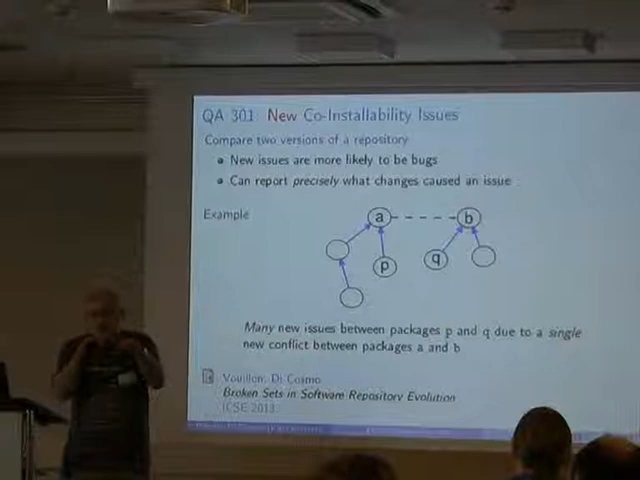 QA 301 New Co-Installability Issues
Compare two versions of a repository
New issues are more likely to be bugs
Can report precisely what changes caused an issue
Example
a
b
p
q
Many new issues between packages p and q due to a single
new conflict between packages a and b
Vouillon, Di Cosmo
Broken Sets in Software Repository Evolution
ICSE 2013